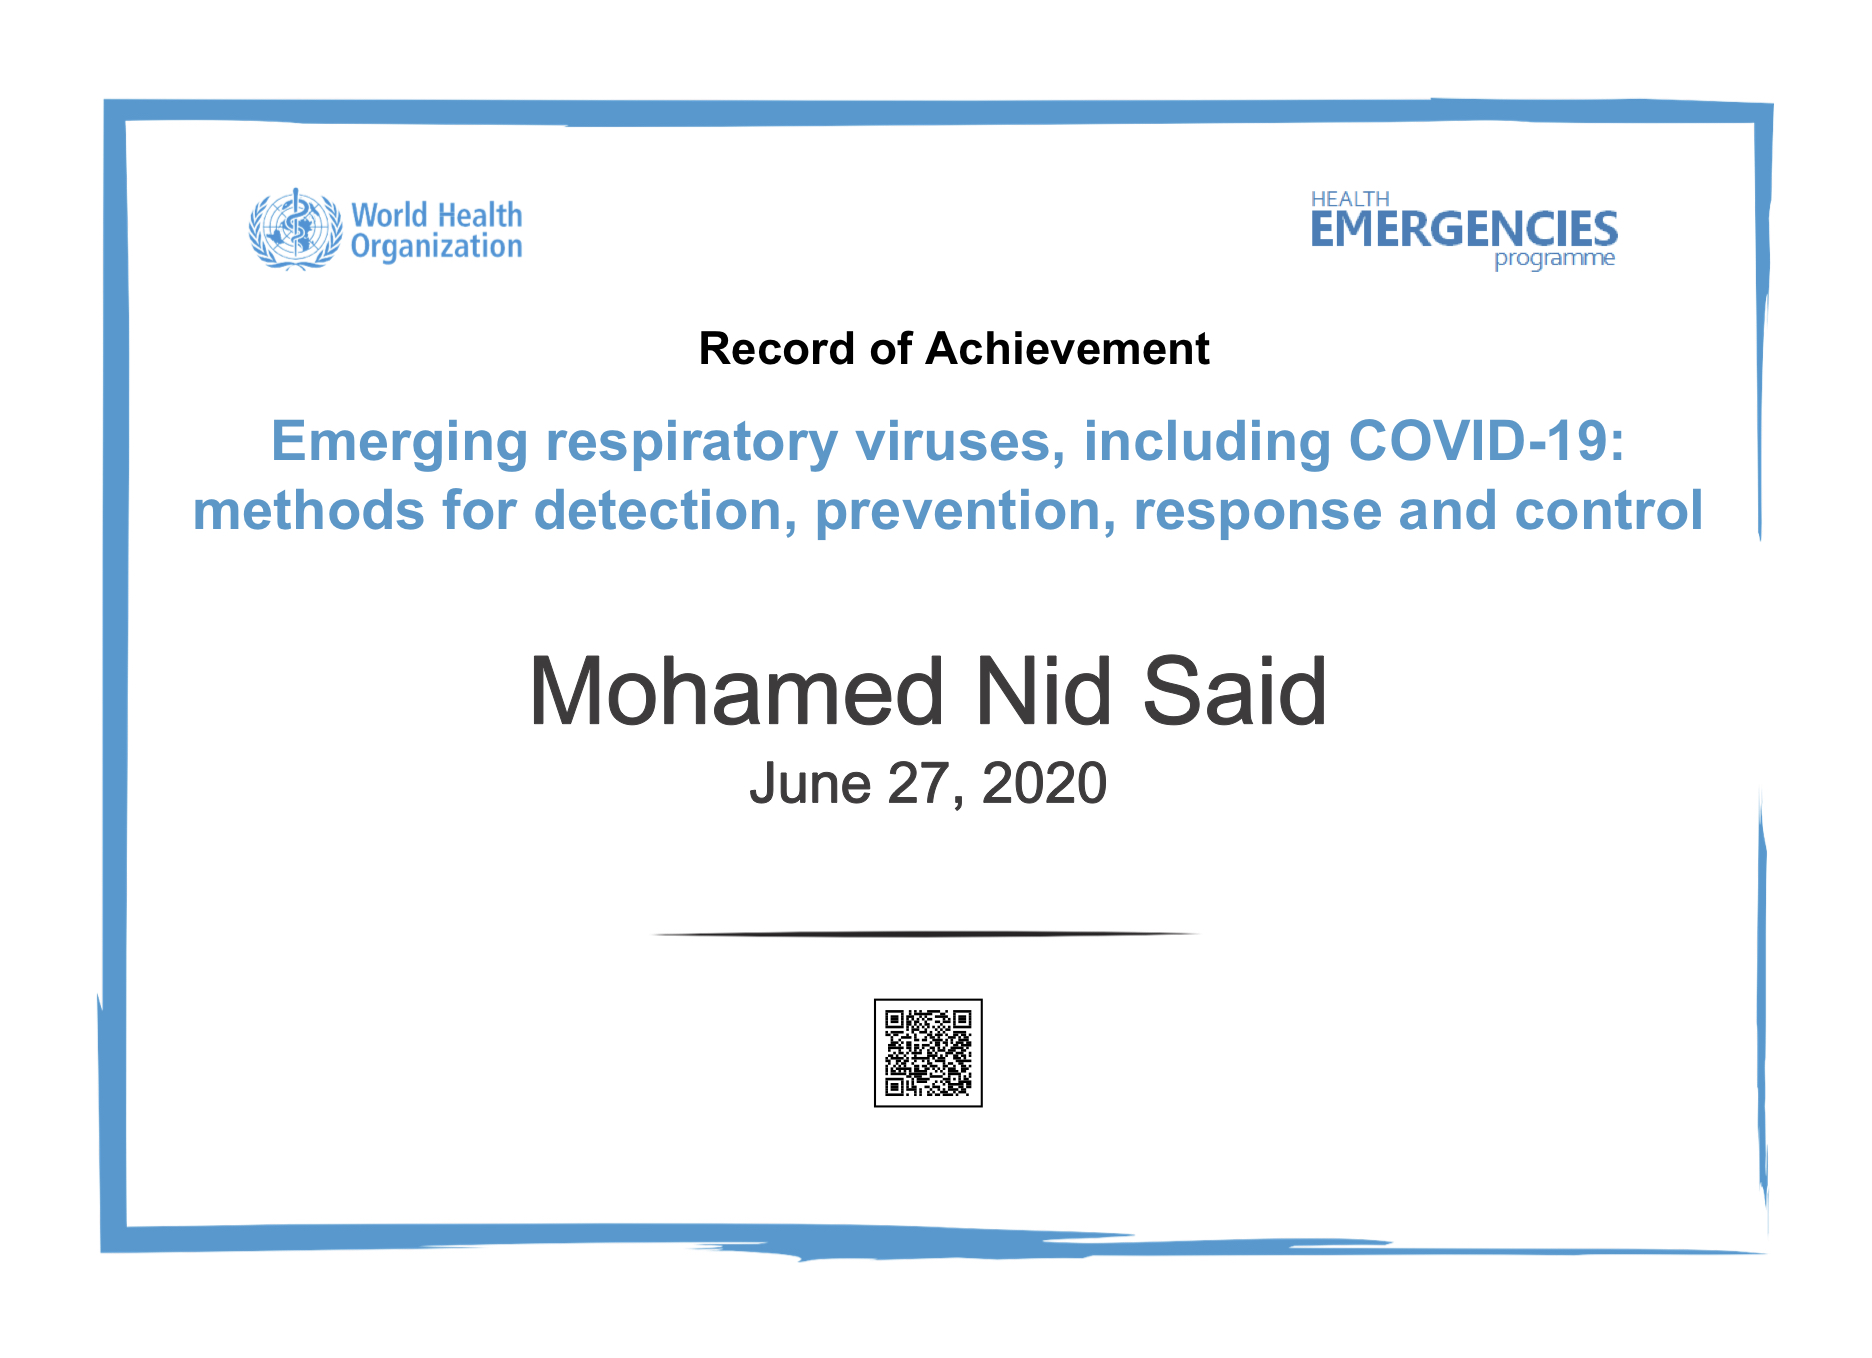 World Health
Organization
HEALTH
EMERGENCIES
programme
Record of Achievement
Emerging respiratory viruses, including COVID-19:
methods for detection, prevention, response and control
Mohamed Nid Said
June 27, 2020